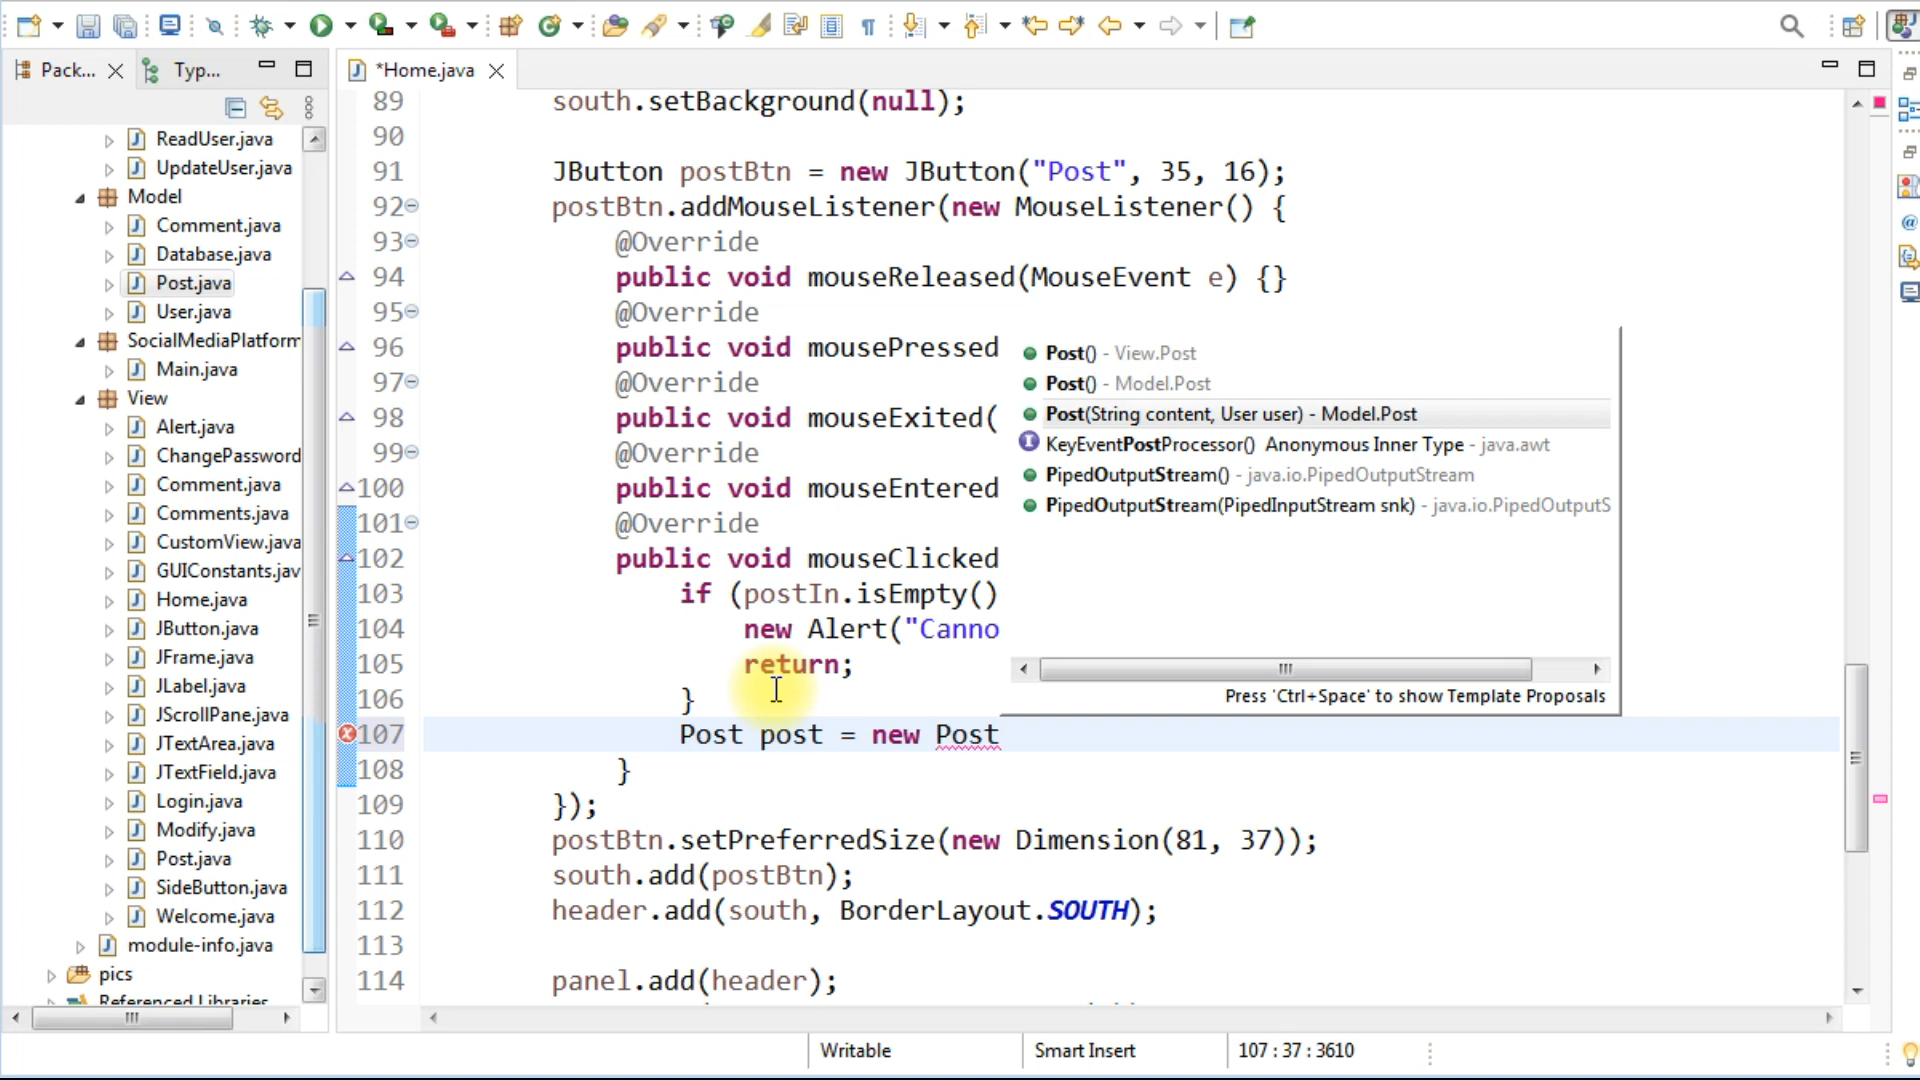 Pack...
Typ...
*Home.java
ReadUser.java
UpdateUser.java
Model
Comment.java
Database.java
Post.java
User.java
SocialMediaPlatform
Main.java
View
Alert.java
ChangePassword
Comment.java
Comments.java
CustomView.java
GUIConstants.jav
Home.java
JButton.java
JFrame.java
JLabel.java
JScrollPane.java
JTextArea.java
JTextField.java
Login.java
Modify.java
Post.java
SideButton.java
Welcome.java
module-info.java
pics
Referenced Libraries
89 south.setBackground(null);
90
91 JButton postBtn = new JButton("Post", 35, 16);
92 postBtn.addMouseListener(new MouseListener() {
93 @Override
94 public void mouseReleased(MouseEvent e) {}
95 @Override
96 public void mousePressed
97 @Override
98 public void mouseExited(
99 @Override
100 public void mouseEntered
101 @Override
102 public void mouseClicked
103 if (postIn.isEmpty()
104 new Alert("Canno
105 return;
106 }
107 Post post = new Post
108 }
109 });
110 postBtn.setPreferredSize(new Dimension(81, 37));
111 south.add(postBtn);
112 header.add(south, BorderLayout.SOUTH);
113
114 panel.add(header);
Post() - View.Post
Post() - Model.Post
Post(String content, User user) - Model.Post
KeyEventPostProcessor() Anonymous Inner Type - java.awt
PipedOutputStream() - java.io.PipedOutputStream
PipedOutputStream(PipedInputStream snk) - java.io.PipedOutputS
Press 'Ctrl+Space' to show Template Proposals
Writable
Smart Insert
107 : 37 : 3610